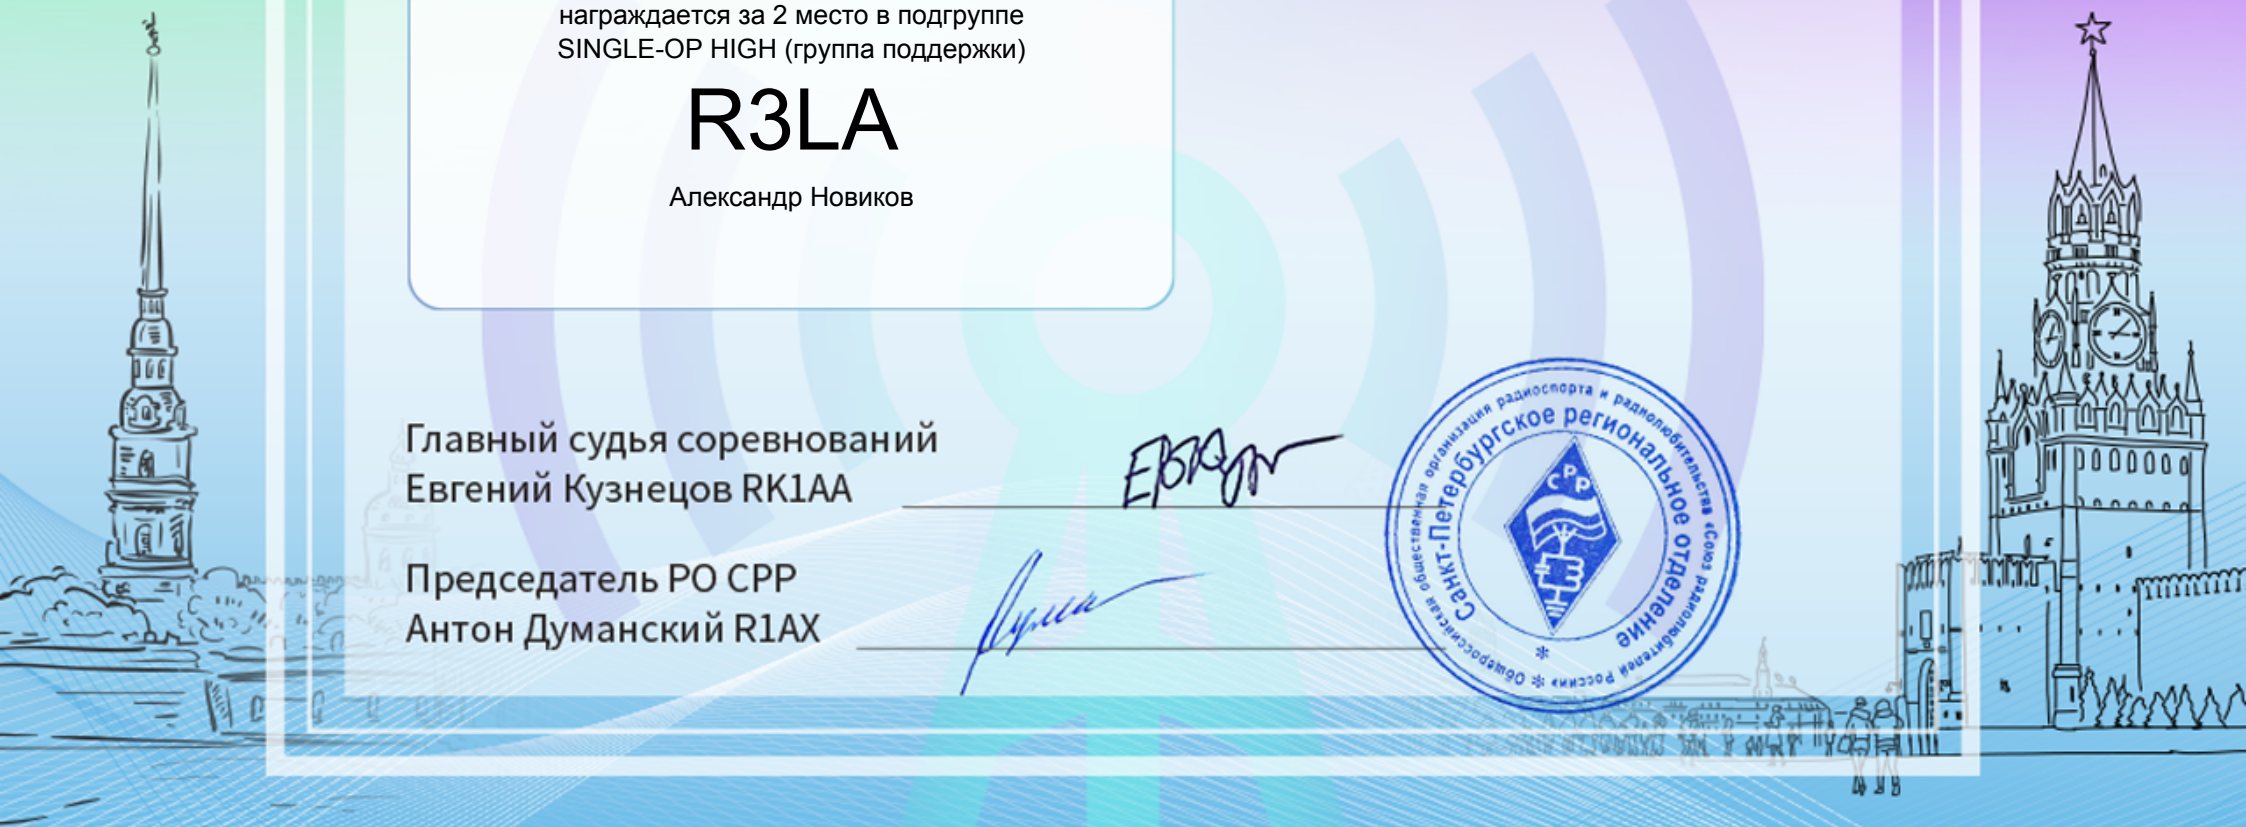 награждается за 2 место в подгруппе
SINGLE-OP HIGH (группа поддержки)
R3LA
Александр Новиков
Главный судья соревнований
Евгений Кузнецов RK1AA
Председатель РО СРР
Антон Думанский R1AX
Общероссийская общественная организация радиоспорта и радиолюбительства «Союз радиолюбителей России»
Санкт-Петербургское региональное отделение
СРР